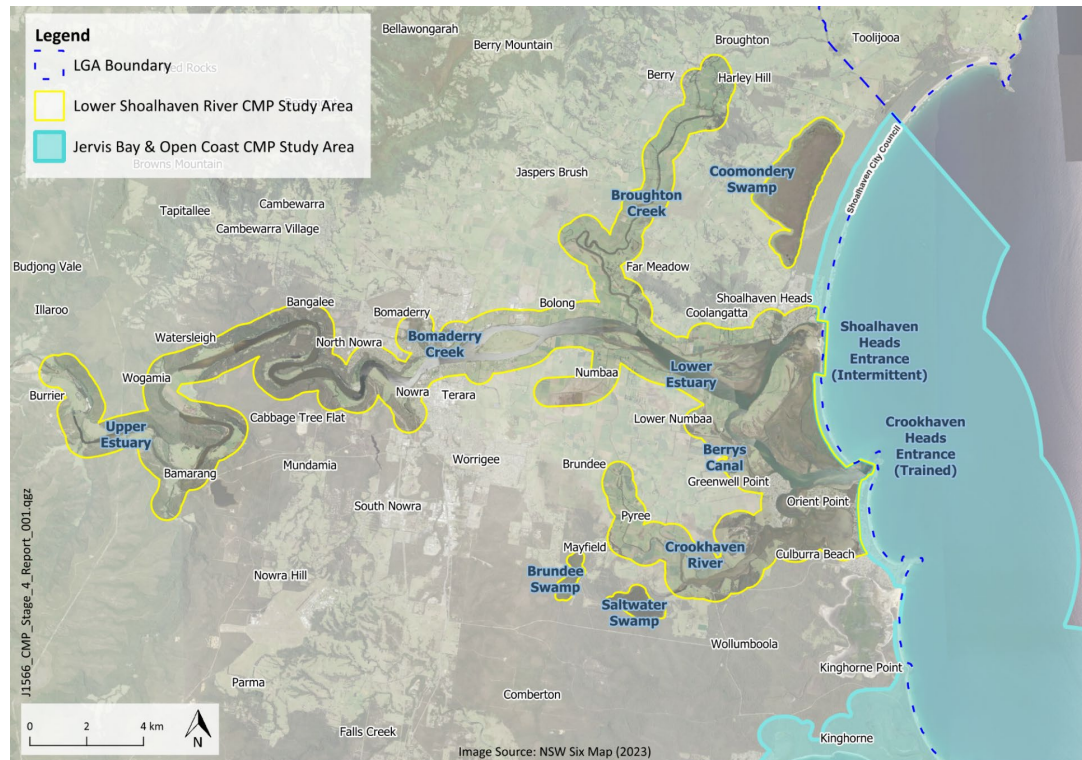 Legend
LGA Boundary
Lower Shoalhaven River CMP Study Area
Jervis Bay & Open Coast CMP Study Area
Bellawongarah
Berry Mountain
Broughton
Toolijooa
ed Rocks
Berry
Harley Hill
Browns Mountain
Jaspers Brush
Coomondery
Swamp
Shoalhaven City Council
Broughton
Creek
Tapitallee
Cambewarra
Cambewarra Village
Budjong Vale
Far Meadow
Illaroo
Bangalee
Bomaderry
Bolong
Shoalhaven Heads
Coolangatta
Watersleigh
North Nowra
Bomaderry
Creek
Shoalhaven
Heads
Entrance
(Intermittent)
Wogamia
Numbaa
Lower
Estuary
Burrier
Nowra
Terara
Cabbage Tree Flat
Lower Numbaa
Upper
Estuary
Crookhaven
Heads
Entrance
(Trained)
Berrys
Canal
Bamarang
Mundamia
Worrigee
Brundee
Greenwell Point
South Nowra
Orient Point
Pyree
Mayfield
Crookhaven
River
Culburra Beach
Nowra Hill
Brundee
Swamp
Saltwater
Swamp
Wollumboola
Kinghorne Point
Parma
Comberton
Falls Creek
Kinghorne
J1566_CMP_Stage_4_Report_001.qgz
0 2 4 km
N
Image Source: NSW Six Map (2023)